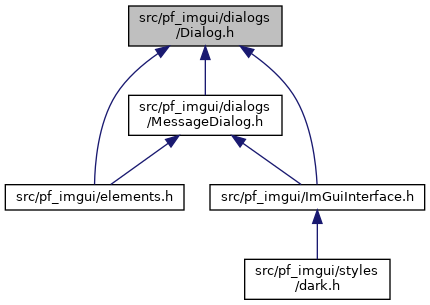 src/pf_imgui/dialogs
/Dialog.h
src/pf_imgui/dialogs
/MessageDialog.h
src/pf_imgui/elements.h
src/pf_imgui/ImGuiInterface.h
src/pf_imgui/styles
/dark.h